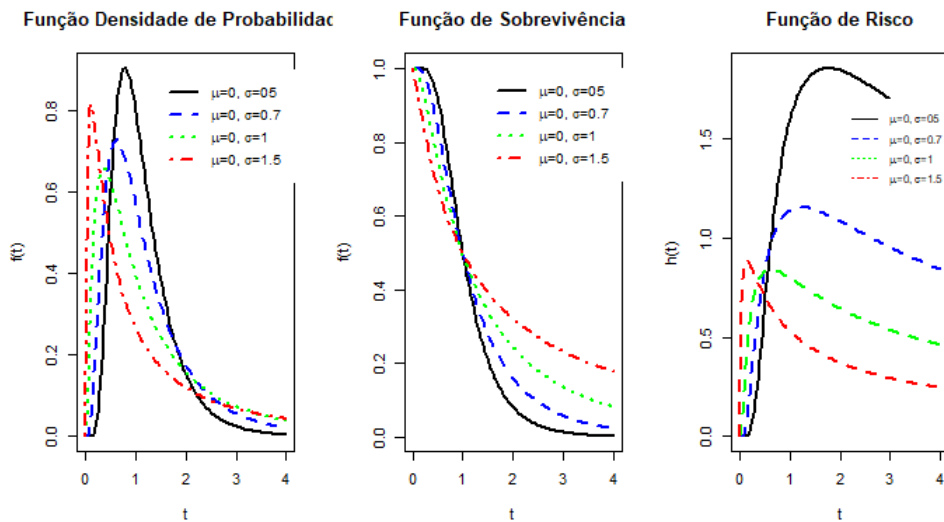 Função Densidade de Probabilidad
f(t)
0.0 0.2 0.4 0.6 0.8
μ=0, σ=05
μ=0, σ=0.7
μ=0, σ=1
μ=0, σ=1.5
0 1 2 3 4
t
Função de Sobrevivência
f(t)
0.0 0.2 0.4 0.6 0.8 1.0
μ=0, σ=05
μ=0, σ=0.7
μ=0, σ=1
μ=0, σ=1.5
0 1 2 3 4
t
Função de Risco
h(t)
0.0 0.5 1.0 1.5
μ=0, σ=05
μ=0, σ=0.7
μ=0, σ=1
μ=0, σ=1.5
0 1 2 3 4
t